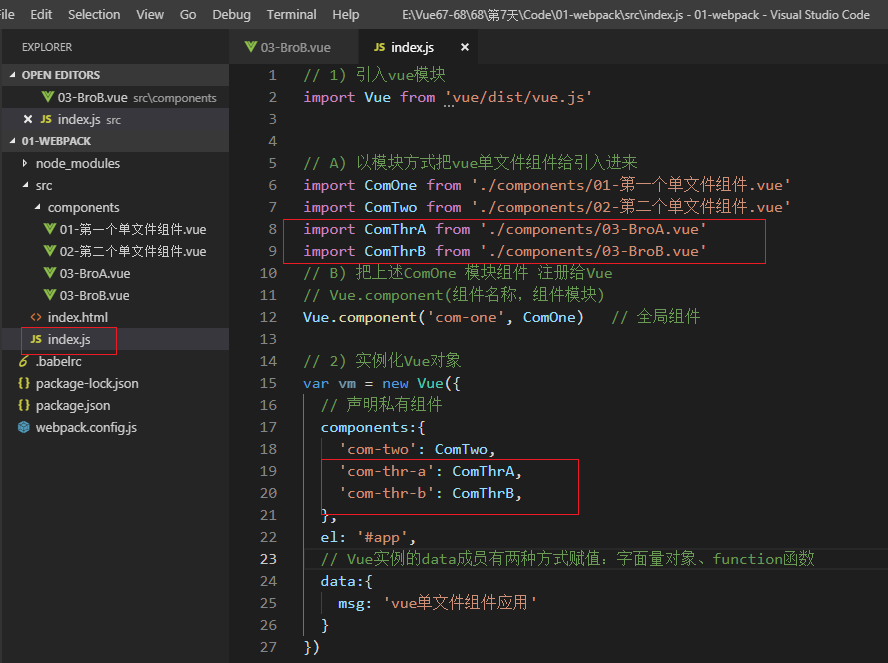 ile Edit Selection View Go Debug Terminal Help E:\Vue67-68\68\第7天\Code\01-webpack\src\index.js - 01-webpack - Visual Studio Code
EXPLORER
OPEN EDITORS
03-BroB.vue src\components
JS index.js src
01-WEBPACK
node_modules
src
components
01-第一个单文件组件.vue
02-第二个单文件组件.vue
03-BroA.vue
03-BroB.vue
<> index.html
JS index.js
.babelrc
{} package-lock.json
{} package.json
webpack.config.js
03-BroB.vue JS index.js
1 // 1) 引入vue模块
2 import Vue from 'vue/dist/vue.js'
3
4
5 // A) 以模块方式把vue单文件组件给引入进来
6 import ComOne from './components/01-第一个单文件组件.vue'
7 import ComTwo from './components/02-第二个单文件组件.vue'
8 import ComThrA from './components/03-BroA.vue'
9 import ComThrB from './components/03-BroB.vue'
10 // B) 把上述ComOne 模块组件 注册给Vue
11 // Vue.component(组件名称，组件模块)
12 Vue.component('com-one', ComOne) // 全局组件
13
14 // 2) 实例化Vue对象
15 var vm = new Vue({
16 // 声明私有组件
17 components:{
18 'com-two': ComTwo,
19 'com-thr-a': ComThrA,
20 'com-thr-b': ComThrB,
21 },
22 el: '#app',
23 // Vue实例的data成员有两种方式赋值：字面量对象、function函数
24 data:{
25 msg: 'vue单文件组件应用'
26 }
27 })